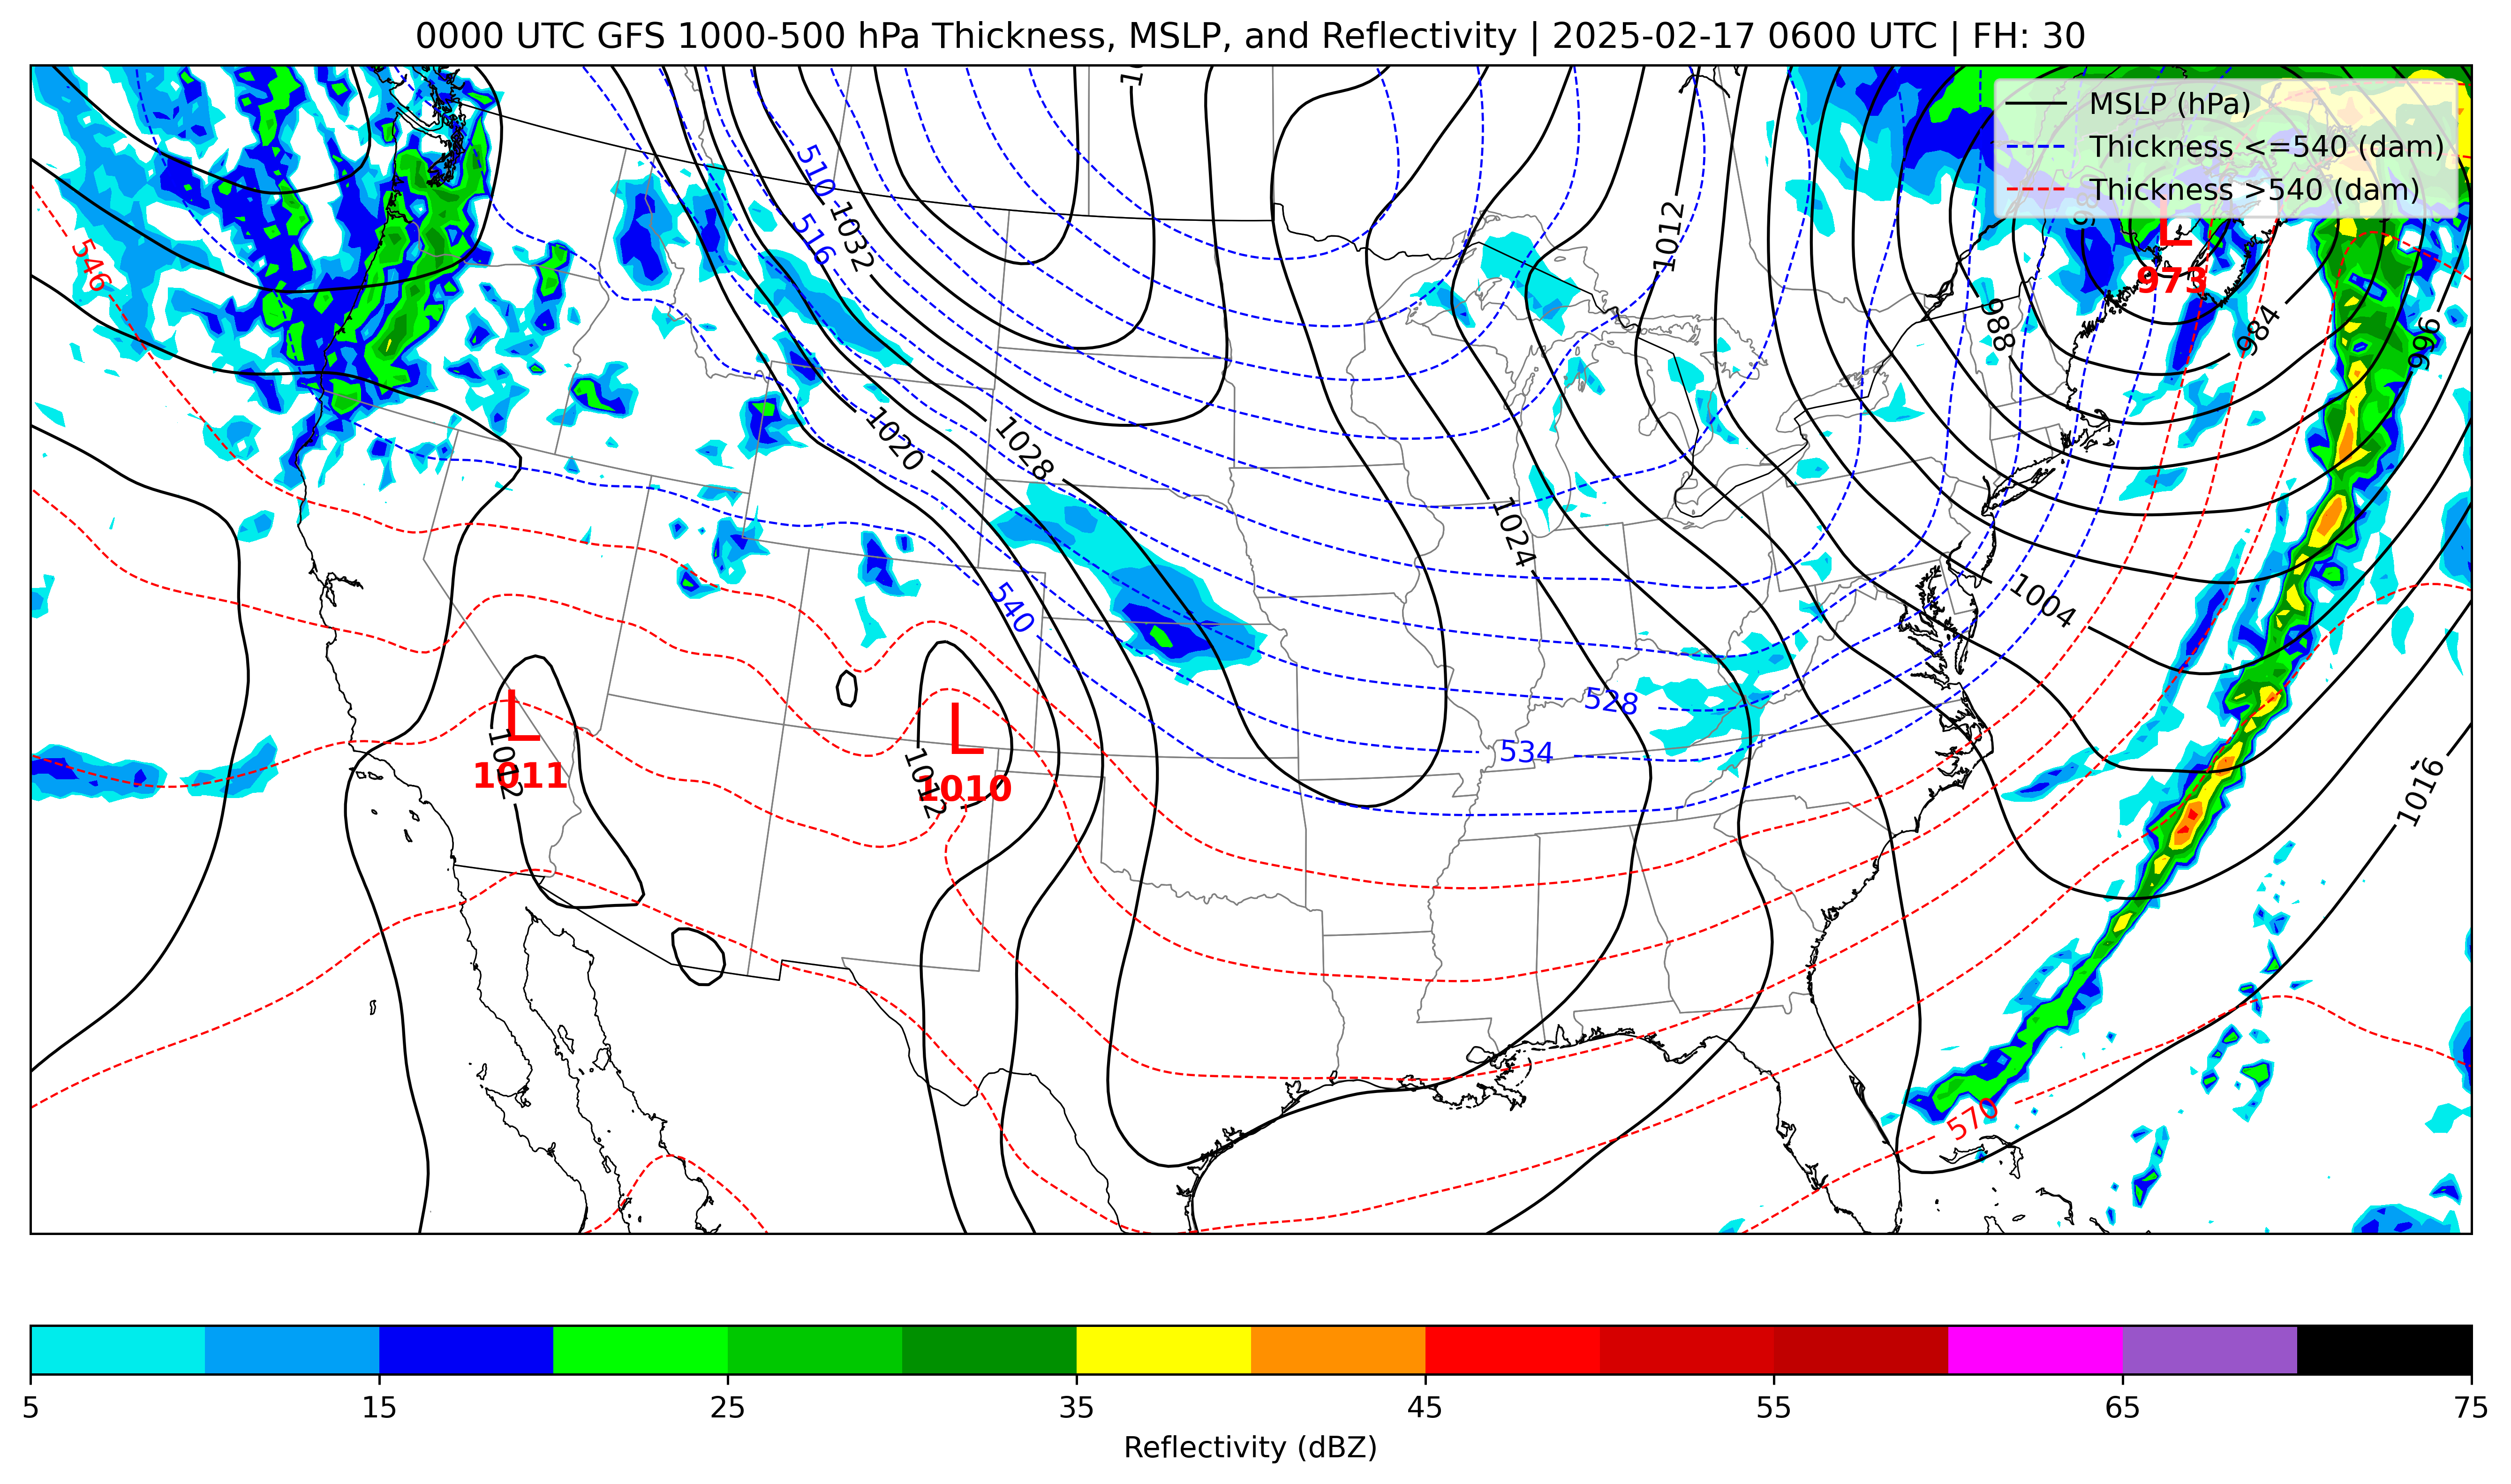 0000 UTC GFS 1000-500 hPa Thickness, MSLP, and Reflectivity | 2025-02-17 0600 UTC | FH: 30
MSLP (hPa)
Thickness <=540 (dam)
Thickness >540 (dam)
510
516
1032
1012
546
L
973
988
984
996
1020
1028
1024
540
1004
528
534
L
1011
1012
L
1010
1012
1016
570
5 15 25 35 45 55 65 75
Reflectivity (dBZ)